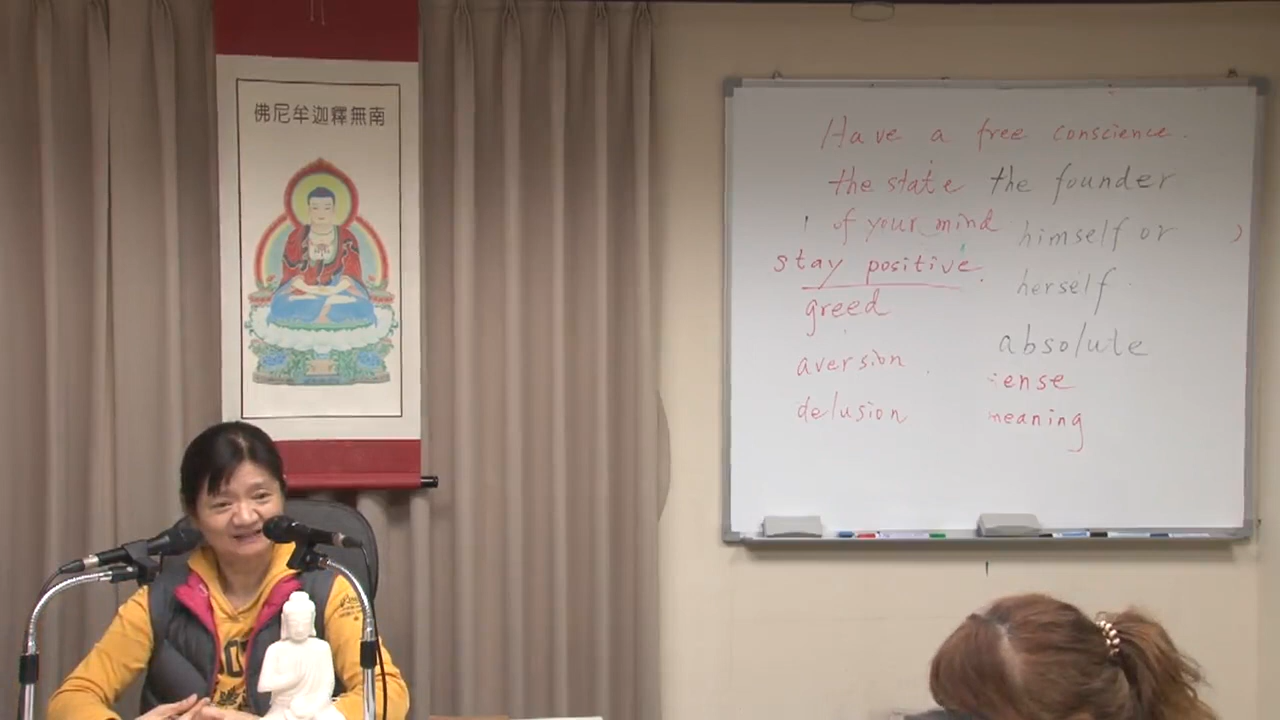 佛尼牟迦釋無南
Have a free conscience.
the state the founder
of your mind himself or
stay positive. herself
greed
absolute
aversion
sense
delusion meaning